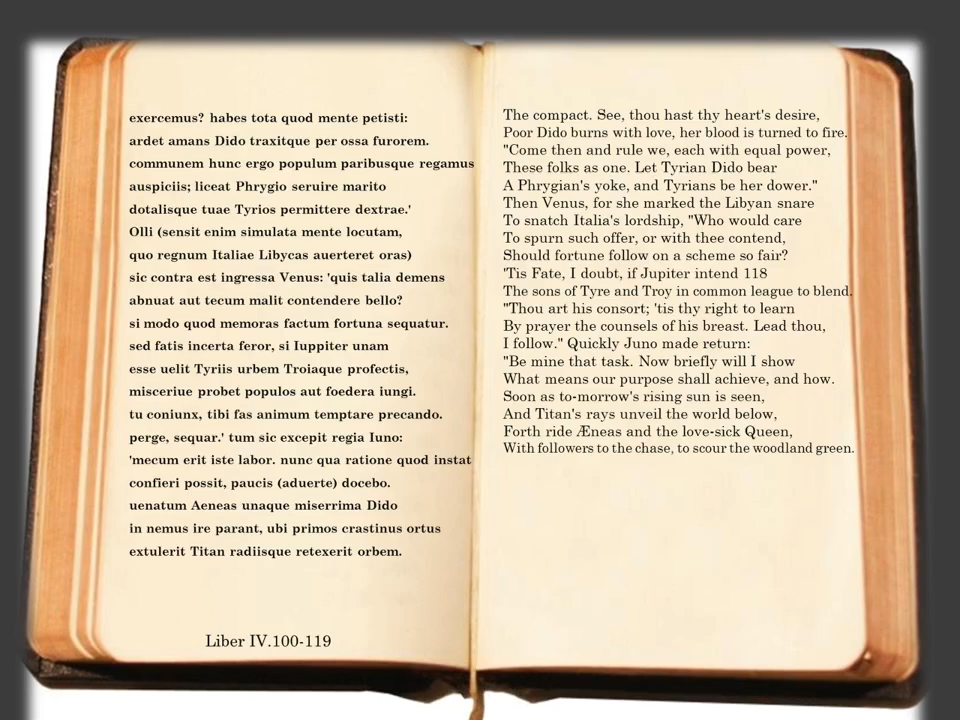 exercemus? habes tota quod mente petisti:
ardet amans Dido traxitque per ossa furorem.
communem hunc ergo populum paribusque regamus
auspiciis; liceat Phrygio seruire marito
dotalisque tuae Tyrios permittere dextrae.'
Olli (sensit enim simulata mente locutam,
quo regnum Italiae Libycas auerteret oras)
sic contra est ingressa Venus: 'quis talia demens
abnuat aut tecum malit contendere bello?
si modo quod memoras factum fortuna sequatur.
sed fatis incerta feror, si Iuppiter unam
esse uelit Tyriis urbem Troiaque profectis,
misceriue probet populos aut foedera iungi.
tu coniunx, tibi fas animum temptare precando.
perge, sequar.' tum sic excepit regia Iuno:
'mecum erit iste labor. nunc qua ratione quod instat
confieri possit, paucis (aduerte) docebo.
uenatum Aeneas unaque miserrima Dido
in nemus ire parant, ubi primos crastinus ortus
extulerit Titan radiisque retexerit orbem.
Liber IV.100-119
The compact. See, thou hast thy heart's desire,
Poor Dido burns with love, her blood is turned to fire.
"Come then and rule we, each with equal power,
These folks as one. Let Tyrian Dido bear
A Phrygian's yoke, and Tyrians be her dower."
Then Venus, for she marked the Libyan snare
To snatch Italia's lordship, "Who would care
To spurn such offer, or with thee contend,
Should fortune follow on a scheme so fair?
'Tis Fate, I doubt, if Jupiter intend 118
The sons of Tyre and Troy in common league to blend.
"Thou art his consort; 'tis thy right to learn
By prayer the counsels of his breast. Lead thou,
I follow." Quickly Juno made return:
"Be mine that task. Now briefly will I show
What means our purpose shall achieve, and how.
Soon as to-morrow's rising sun is seen,
And Titan's rays unveil the world below,
Forth ride Æneas and the love-sick Queen,
With followers to the chase, to scour the woodland green.